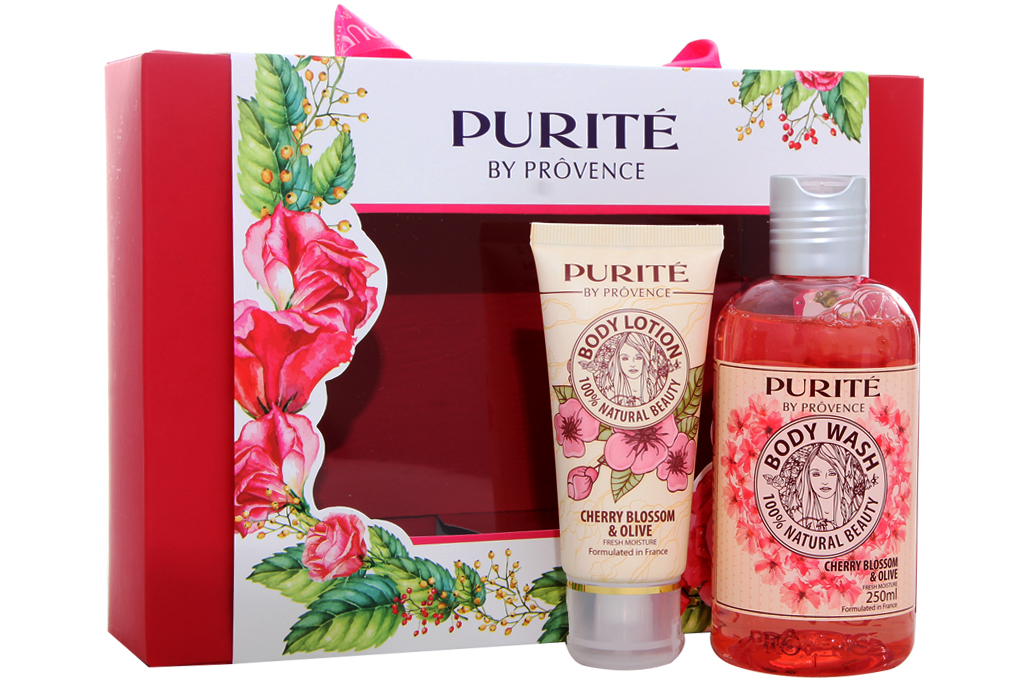 PURITÉ
BY PRÔVENCE
PURITÉ
BY PRÔVENCE
BODY LOTION
100% NATURAL BEAUTY
CHERRY BLOSSOM
& OLIVE
FRESH MOISTURE
Formulated in France
PURITÉ
BY PRÔVENCE
BODY WASH
100% NATURAL BEAUTY
CHERRY BLOSSOM
& OLIVE
FRESH MOISTURE
250ml
Formulated in France
PRÔVENCE